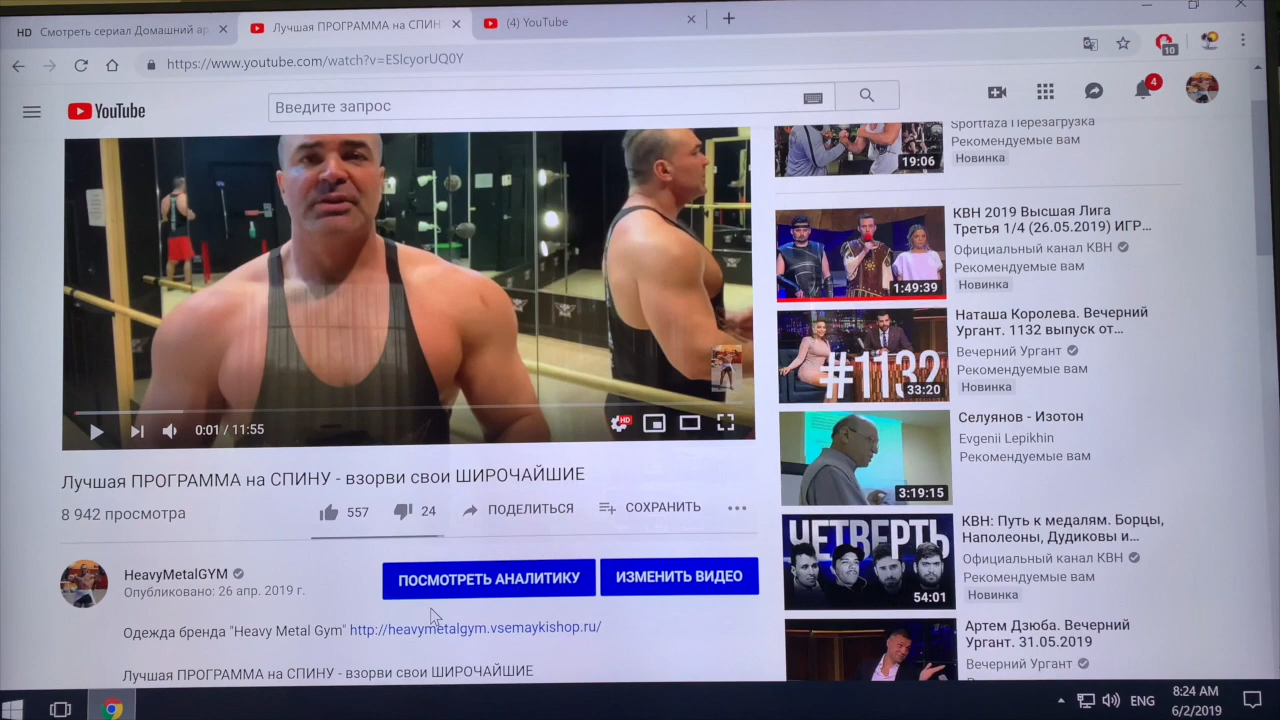 HD Смотреть сериал Домашний ар
Лучшая ПРОГРАММА на СПИН
(4) YouTube
https://www.youtube.com/watch?v=ESlcyorUQ0Y
10
YouTube
Введите запрос
4
19:06
Sportfaza Перезагрузка
Рекомендуемые вам
Новинка
1:49:39
КВН 2019 Высшая Лига
Третья 1/4 (26.05.2019) ИГР...
Официальный канал КВН
Рекомендуемые вам
Новинка
#1132
33:20
Наташа Королева. Вечерний
Ургант. 1132 выпуск от...
Вечерний Ургант
Рекомендуемые вам
Новинка
3:19:15
Селуянов - Изотон
Evgenii Lepikhin
Рекомендуемые вам
ЧЕТВЕРТЬ
54:01
КВН: Путь к медалям. Борцы,
Наполеоны, Дудиковы и...
Официальный канал КВН
Рекомендуемые вам
Новинка
Артем Дзюба. Вечерний
Ургант. 31.05.2019
Вечерний Ургант
0:01 / 11:55
HD
Лучшая ПРОГРАММА на СПИНУ - взорви свои ШИРОЧАЙШИЕ
8 942 просмотра
557
24
ПОДЕЛИТЬСЯ
СОХРАНИТЬ
HeavyMetalGYM
Опубликовано: 26 апр. 2019 г.
ПОСМОТРЕТЬ АНАЛИТИКУ
ИЗМЕНИТЬ ВИДЕО
Одежда бренда "Heavy Metal Gym" http://heavymetalgym.vsemaykishop.ru/
Лучшая ПРОГРАММА на СПИНУ - взорви свои ШИРОЧАЙШИЕ
ENG
8:24 AM
6/2/2019